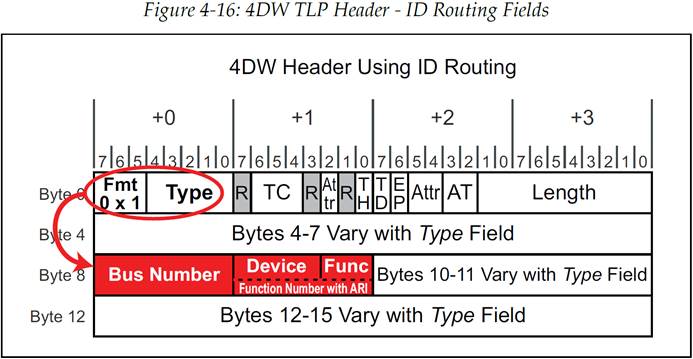 Figure 4-16: 4DW TLP Header - ID Routing Fields
4DW Header Using ID Routing
+0 +1 +2 +3
7 6 5 4 3 2 1 0 7 6 5 4 3 2 1 0 7 6 5 4 3 2 1 0 7 6 5 4 3 2 1 0
Byte 0 Fmt 0 x 1 Type R TC R Attr R TH TD EP Attr AT Length
Byte 4 Bytes 4-7 Vary with Type Field
Byte 8 Bus Number Device Func Bytes 10-11 Vary with Type Field
Function Number with ARI
Byte 12 Bytes 12-15 Vary with Type Field